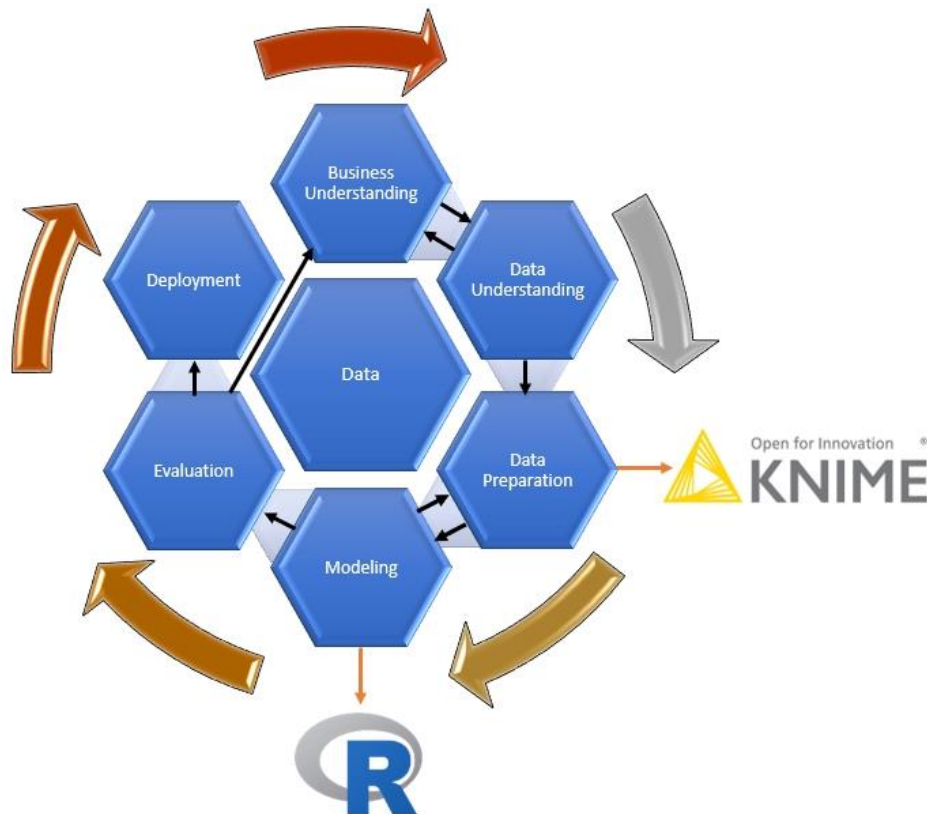 Business
Understanding
Deployment
Data
Understanding
Data
Evaluation
Data
Preparation
Open for Innovation ®
KNIME
Modeling
R